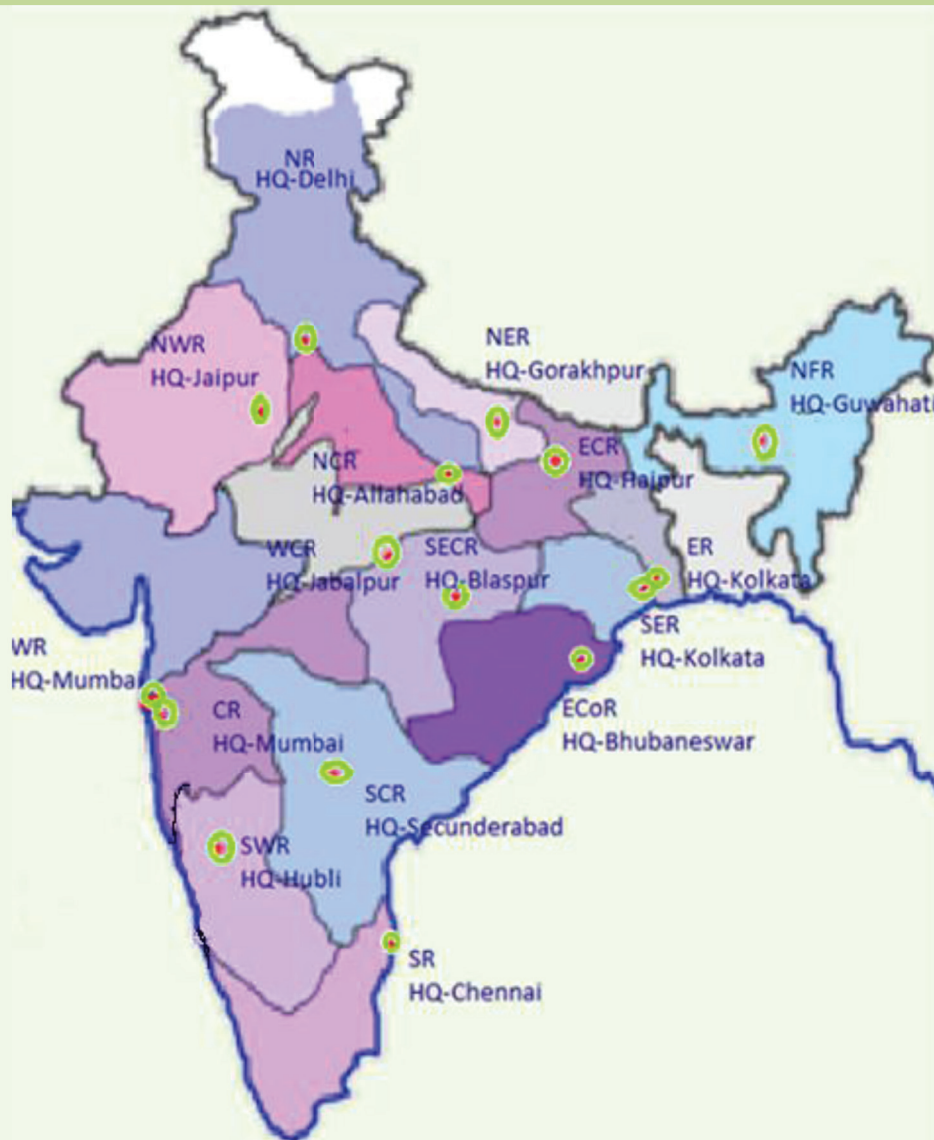 NR
HQ-Delhi
NWR
HQ-Jaipur
NER
HQ-Gorakhpur
NFR
HQ-Guwahati
NCR
HQ-Allahabad
ECR
HQ-Hajpur
WCR
HQ-Jabalpur
SECR
HQ-Blaspur
ER
HQ-Kolkata
SER
HQ-Kolkata
WR
HQ-Mumbai
CR
HQ-Mumbai
ECoR
HQ-Bhubaneswar
SCR
HQ-Secunderabad
SWR
HQ-Hubli
SR
HQ-Chennai